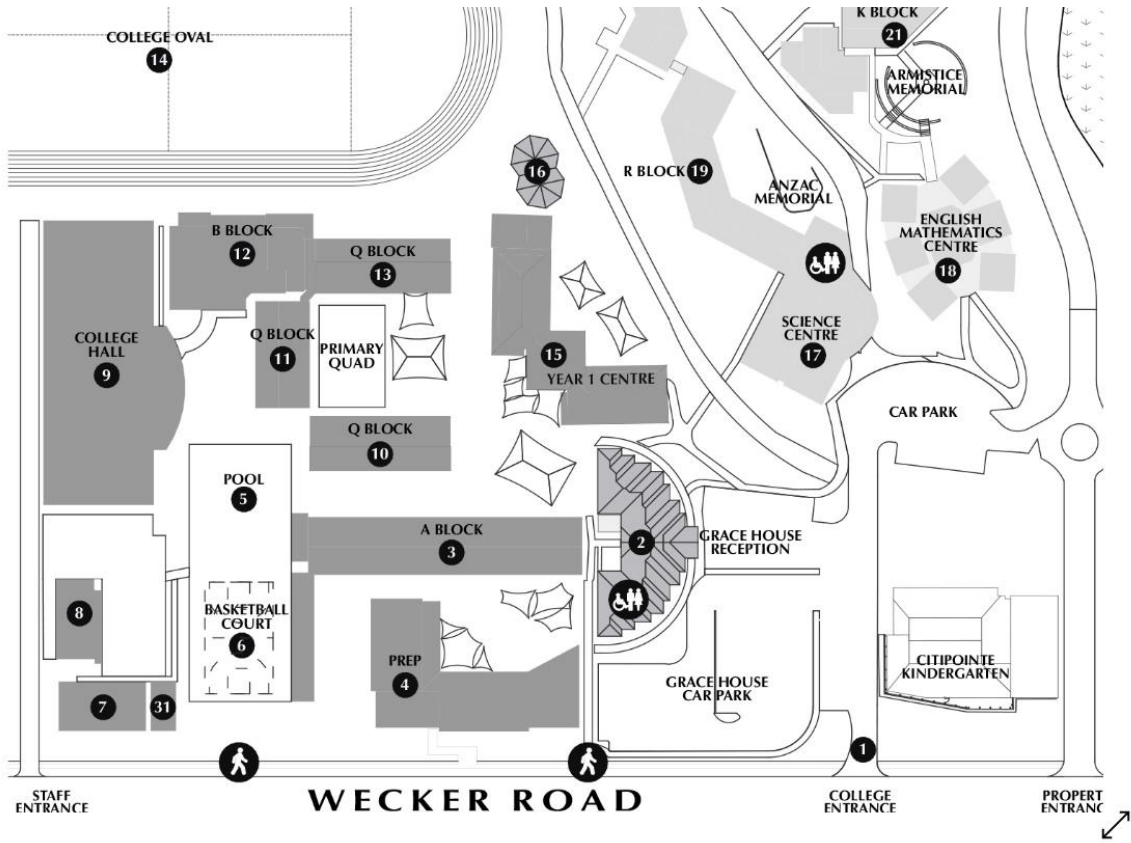 COLLEGE OVAL
14
K BLOCK
21
ARMISTICE
MEMORIAL
16
R BLOCK 19
ANZAC
MEMORIAL
ENGLISH
MATHEMATICS
CENTRE
18
B BLOCK
12
Q BLOCK
13
SCIENCE
CENTRE
17
COLLEGE
HALL
9
Q BLOCK
11
PRIMARY
QUAD
15
YEAR 1 CENTRE
CAR PARK
Q BLOCK
10
POOL
5
A BLOCK
3
2
GRACE HOUSE
RECEPTION
8
BASKETBALL
COURT
6
PREP
4
GRACE HOUSE
CAR PARK
CITIPOINTE
KINDERGARTEN
7
31
1
STAFF
ENTRANCE
WECKER ROAD
COLLEGE
ENTRANCE
PROPERT
ENTRANC